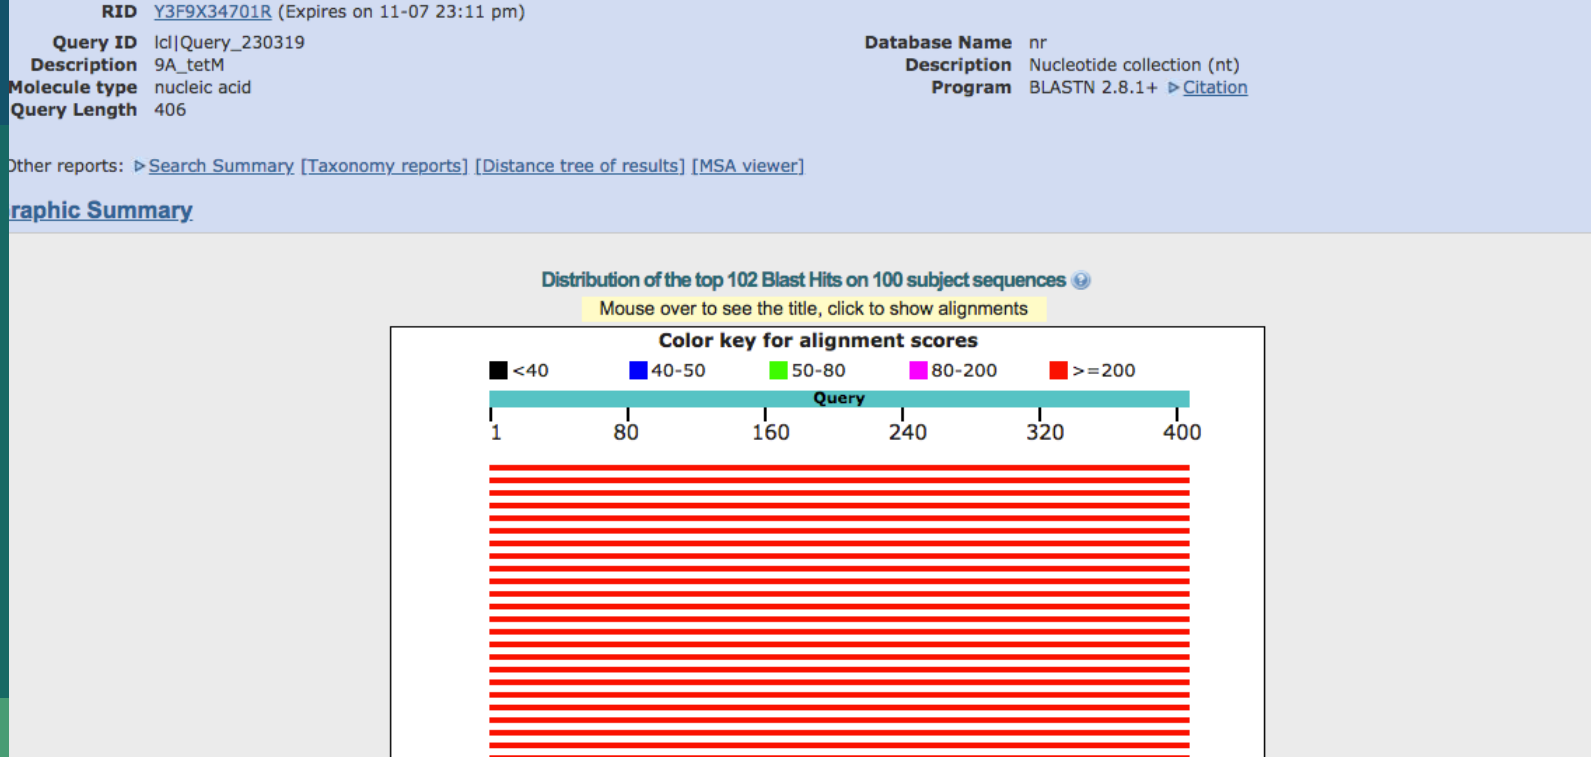 RID Y3F9X34701R (Expires on 11-07 23:11 pm)
Query ID lcl|Query_230319
Description 9A_tetM
Molecule type nucleic acid
Query Length 406
Database Name nr
Description Nucleotide collection (nt)
Program BLASTN 2.8.1+ Citation
Other reports: Search Summary [Taxonomy reports] [Distance tree of results] [MSA viewer]
raphic Summary
Distribution of the top 102 Blast Hits on 100 subject sequences
Mouse over to see the title, click to show alignments
Color key for alignment scores
<40 40-50 50-80 80-200 >=200
Query
1 80 160 240 320 400